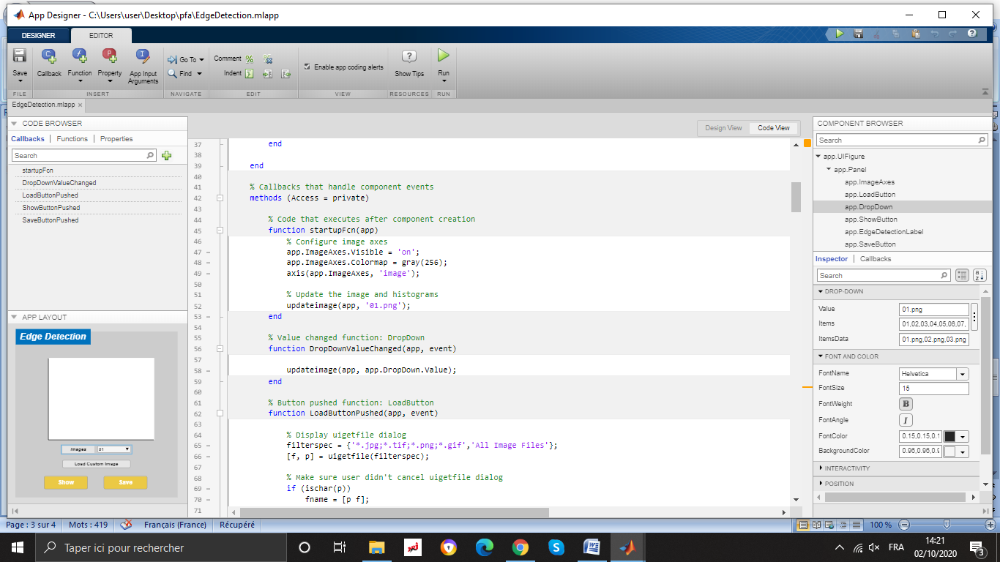 App Designer - C:\Users\user\Desktop\pfa\EdgeDetection.mlapp
DESIGNER EDITOR
Save Callback Function Property App Input Arguments Go To Find Comment Indent Enable app coding alerts Show Tips Run
FILE INSERT NAVIGATE EDIT VIEW RESOURCES RUN
EdgeDetection.mlapp ×
CODE BROWSER
Callbacks | Functions | Properties
Search
startupFcn
DropDownValueChanged
LoadButtonPushed
ShowButtonPushed
SaveButtonPushed
APP LAYOUT
Edge Detection
Images 01
Load Custom Image
Show Save
Design View Code View
37 end
38
39 end
40
41 % Callbacks that handle component events
42 methods (Access = private)
43
44 % Code that executes after component creation
45 function startupFcn(app)
46 % Configure image axes
47 – app.ImageAxes.Visible = 'on';
48 – app.ImageAxes.Colormap = gray(256);
49 – axis(app.ImageAxes, 'image');
50
51 % Update the image and histograms
52 – updateimage(app, '01.png');
53 – end
54
55 % Value changed function: DropDown
56 function DropDownValueChanged(app, event)
57
58 – updateimage(app, app.DropDown.Value);
59 – end
60
61 % Button pushed function: LoadButton
62 function LoadButtonPushed(app, event)
63
64 % Display uigetfile dialog
65 – filterspec = {'*.jpg;*.tif;*.png;*.gif','All Image Files'};
66 – [f, p] = uigetfile(filterspec);
67
68 % Make sure user didn't cancel uigetfile dialog
69 – if (ischar(p))
70 – fname = [p f];
71
COMPONENT BROWSER
Search
app.UIFigure
app.Panel
app.ImageAxes
app.LoadButton
app.DropDown
app.ShowButton
app.EdgeDetectionLabel
app.SaveButton
Inspector | Callbacks
Search
DROP-DOWN
Value 01.png
Items 01,02,03,04,05,06,07,
ItemsData 01.png,02.png,03.png
FONT AND COLOR
FontName Helvetica
FontSize 15
FontWeight B
FontAngle I
FontColor 0.15,0.15,0.1
BackgroundColor 0.96,0.96,0.9
INTERACTIVITY
POSITION
Page : 3 sur 4 Mots : 419 Français (France) Récupéré 100 %
Taper ici pour rechercher
FRA 14:21
02/10/2020 3